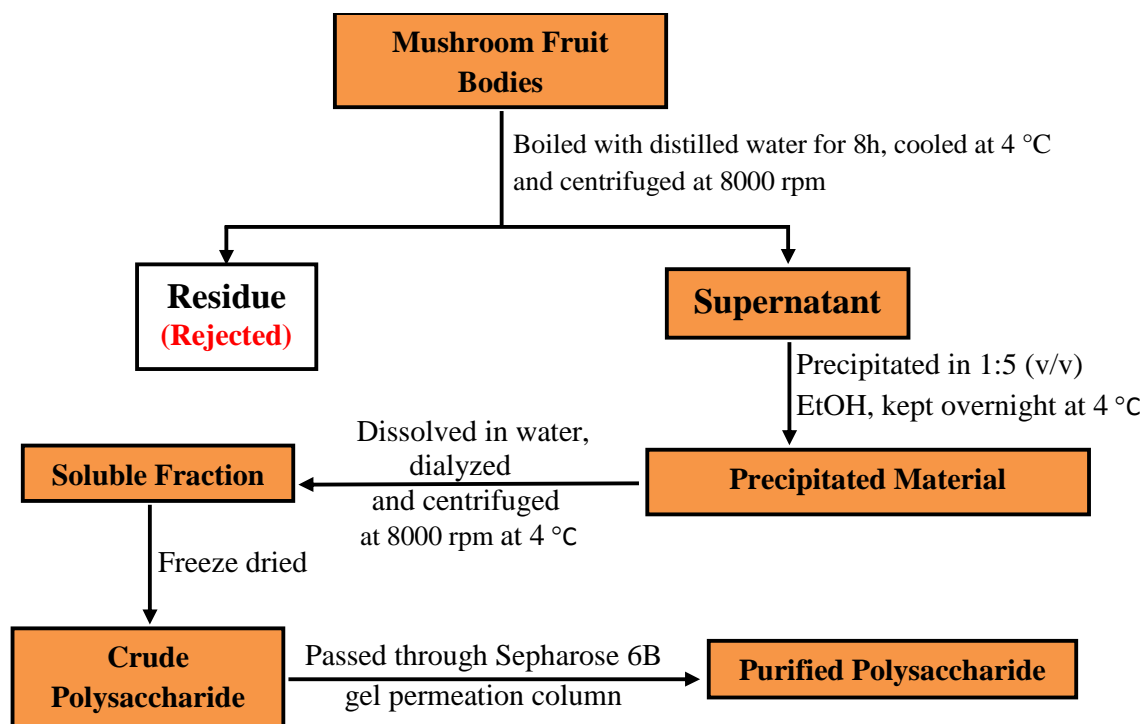 Mushroom Fruit
Bodies
Boiled with distilled water for 8h, cooled at 4 °C
and centrifuged at 8000 rpm
Residue
(Rejected)
Supernatant
Precipitated in 1:5 (v/v)
EtOH, kept overnight at 4 °C
Precipitated Material
Dissolved in water,
dialyzed
and centrifuged
at 8000 rpm at 4 °C
Soluble Fraction
Freeze dried
Crude
Polysaccharide
Passed through Sepharose 6B
gel permeation column
Purified Polysaccharide